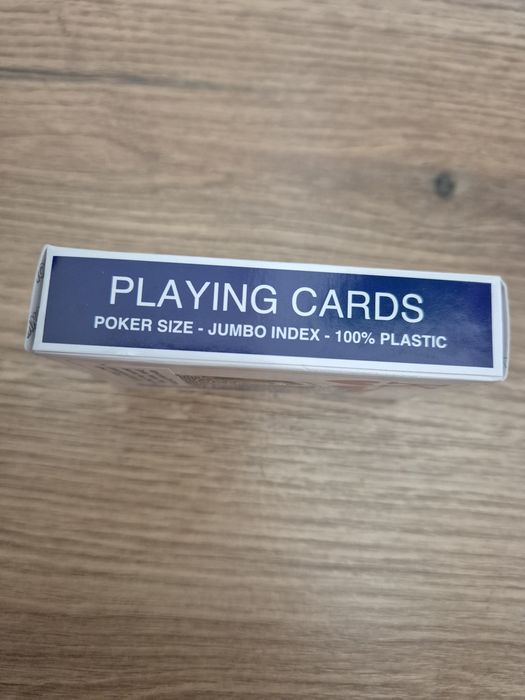 PLAYING CARDS
POKER SIZE - JUMBO INDEX - 100% PLASTIC